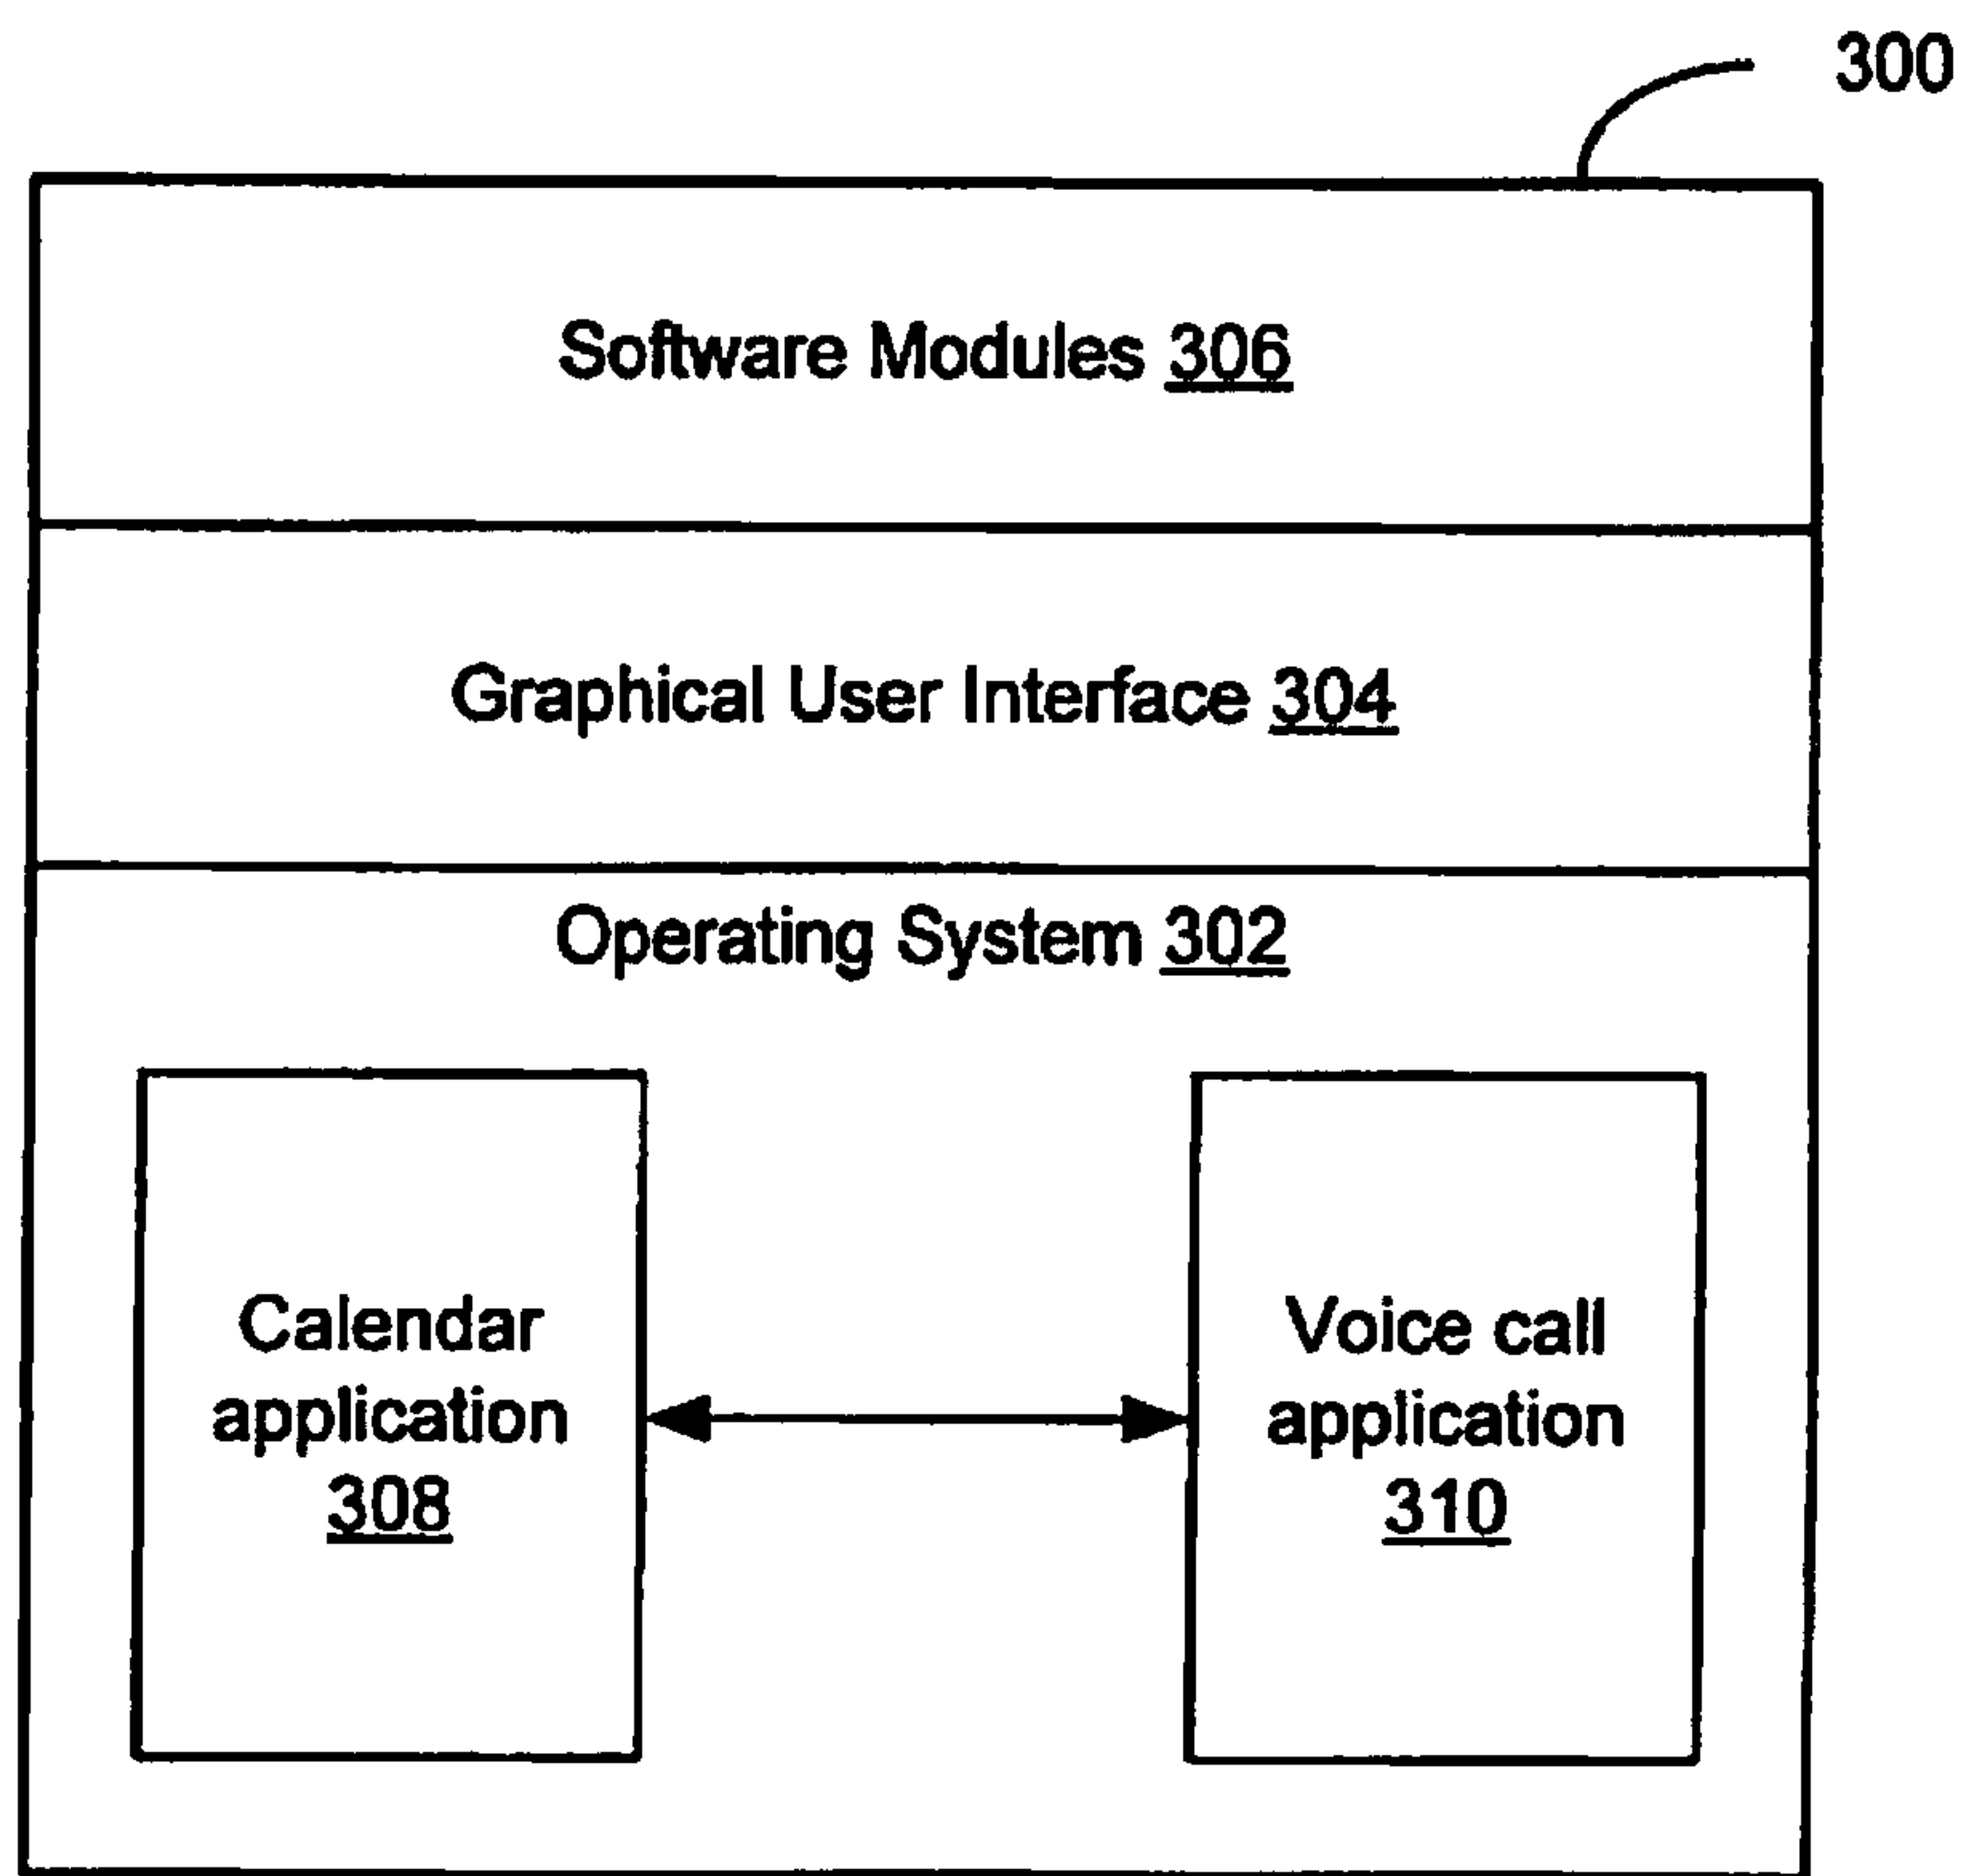 300
Software Modules 306
Graphical User Interface 304
Operating System 302
Calendar
application
308
Voice call
application
310